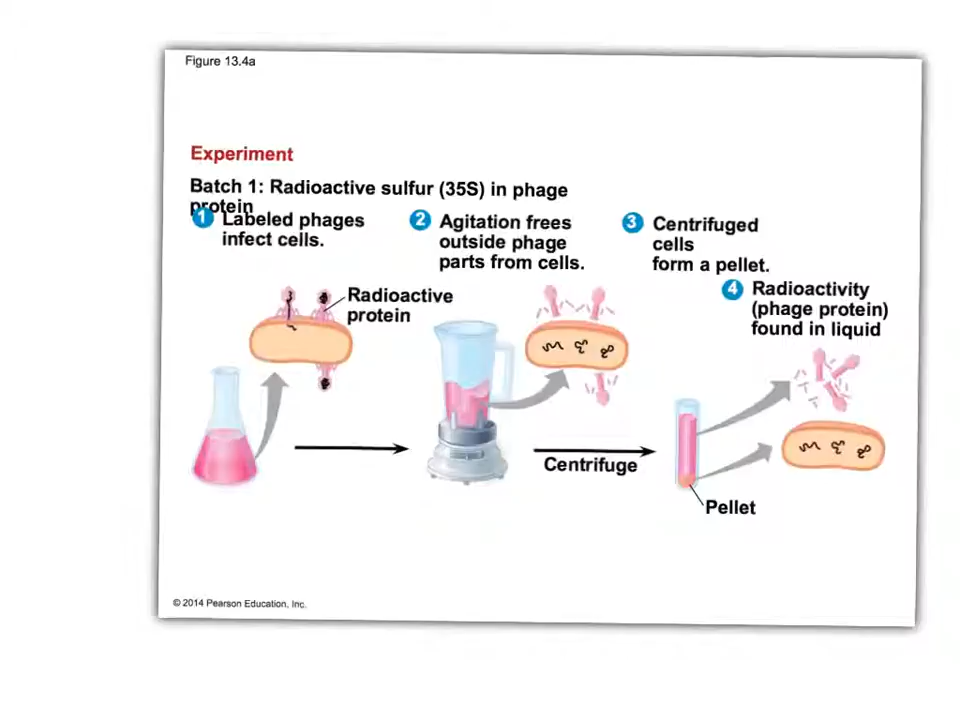 Figure 13.4a
Experiment
Batch 1: Radioactive sulfur (35S) in phage
protein
1 Labeled phages
infect cells.
2 Agitation frees
outside phage
parts from cells.
3 Centrifuged
cells
form a pellet.
4 Radioactivity
(phage protein)
found in liquid
Radioactive
protein
Centrifuge
Pellet
© 2014 Pearson Education, Inc.